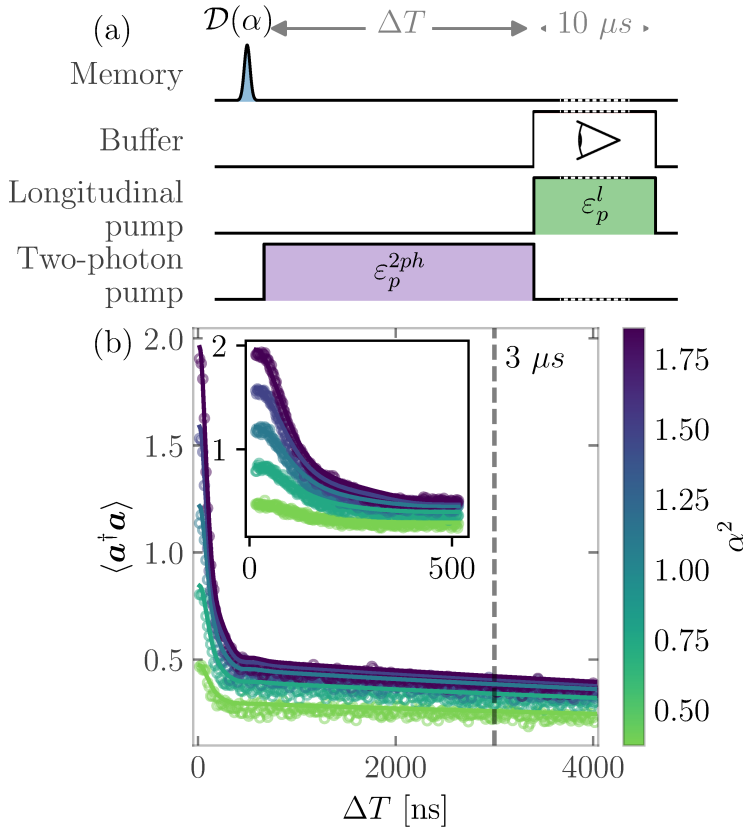 (a)
𝒟(α)
ΔT
10 μs
Memory
Buffer
Longitudinal
pump
ε_p^l
Two-photon
pump
ε_p^{2ph}
(b)
2.0
1.5
1.0
0.5
⟨a†a⟩
2
1
0
500
3 μs
0
2000
4000
ΔT [ns]
1.75
1.50
1.25
1.00
0.75
0.50
α²